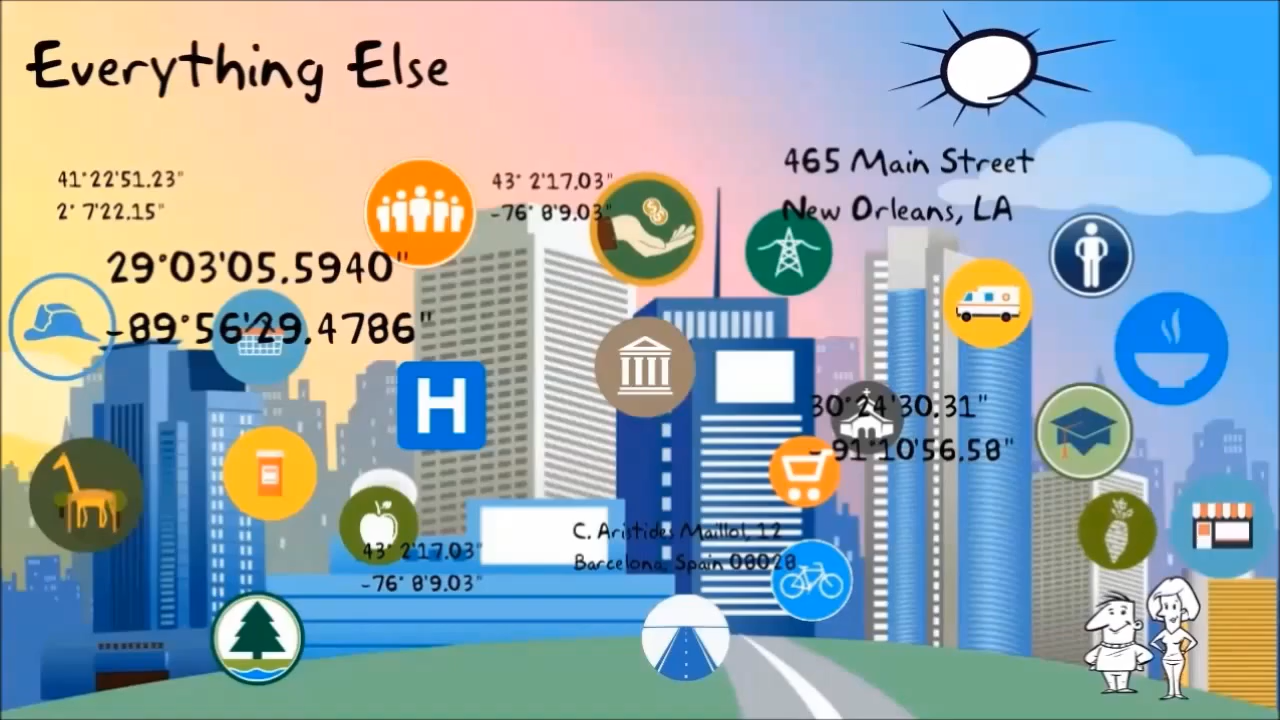 Everything Else
465 Main Street
New Orleans, LA
41°22'51.23"
2° 7'22.15"
43° 2'17.03"
-76° 8'9.03"
29°03'05.5940"
-89°56'29.4786"
H
30°24'30.31"
-91°10'56.58"
C. Aristides Maillol, 12
Barcelona, Spain 08028
43° 2'17.03"
-76° 8'9.03"